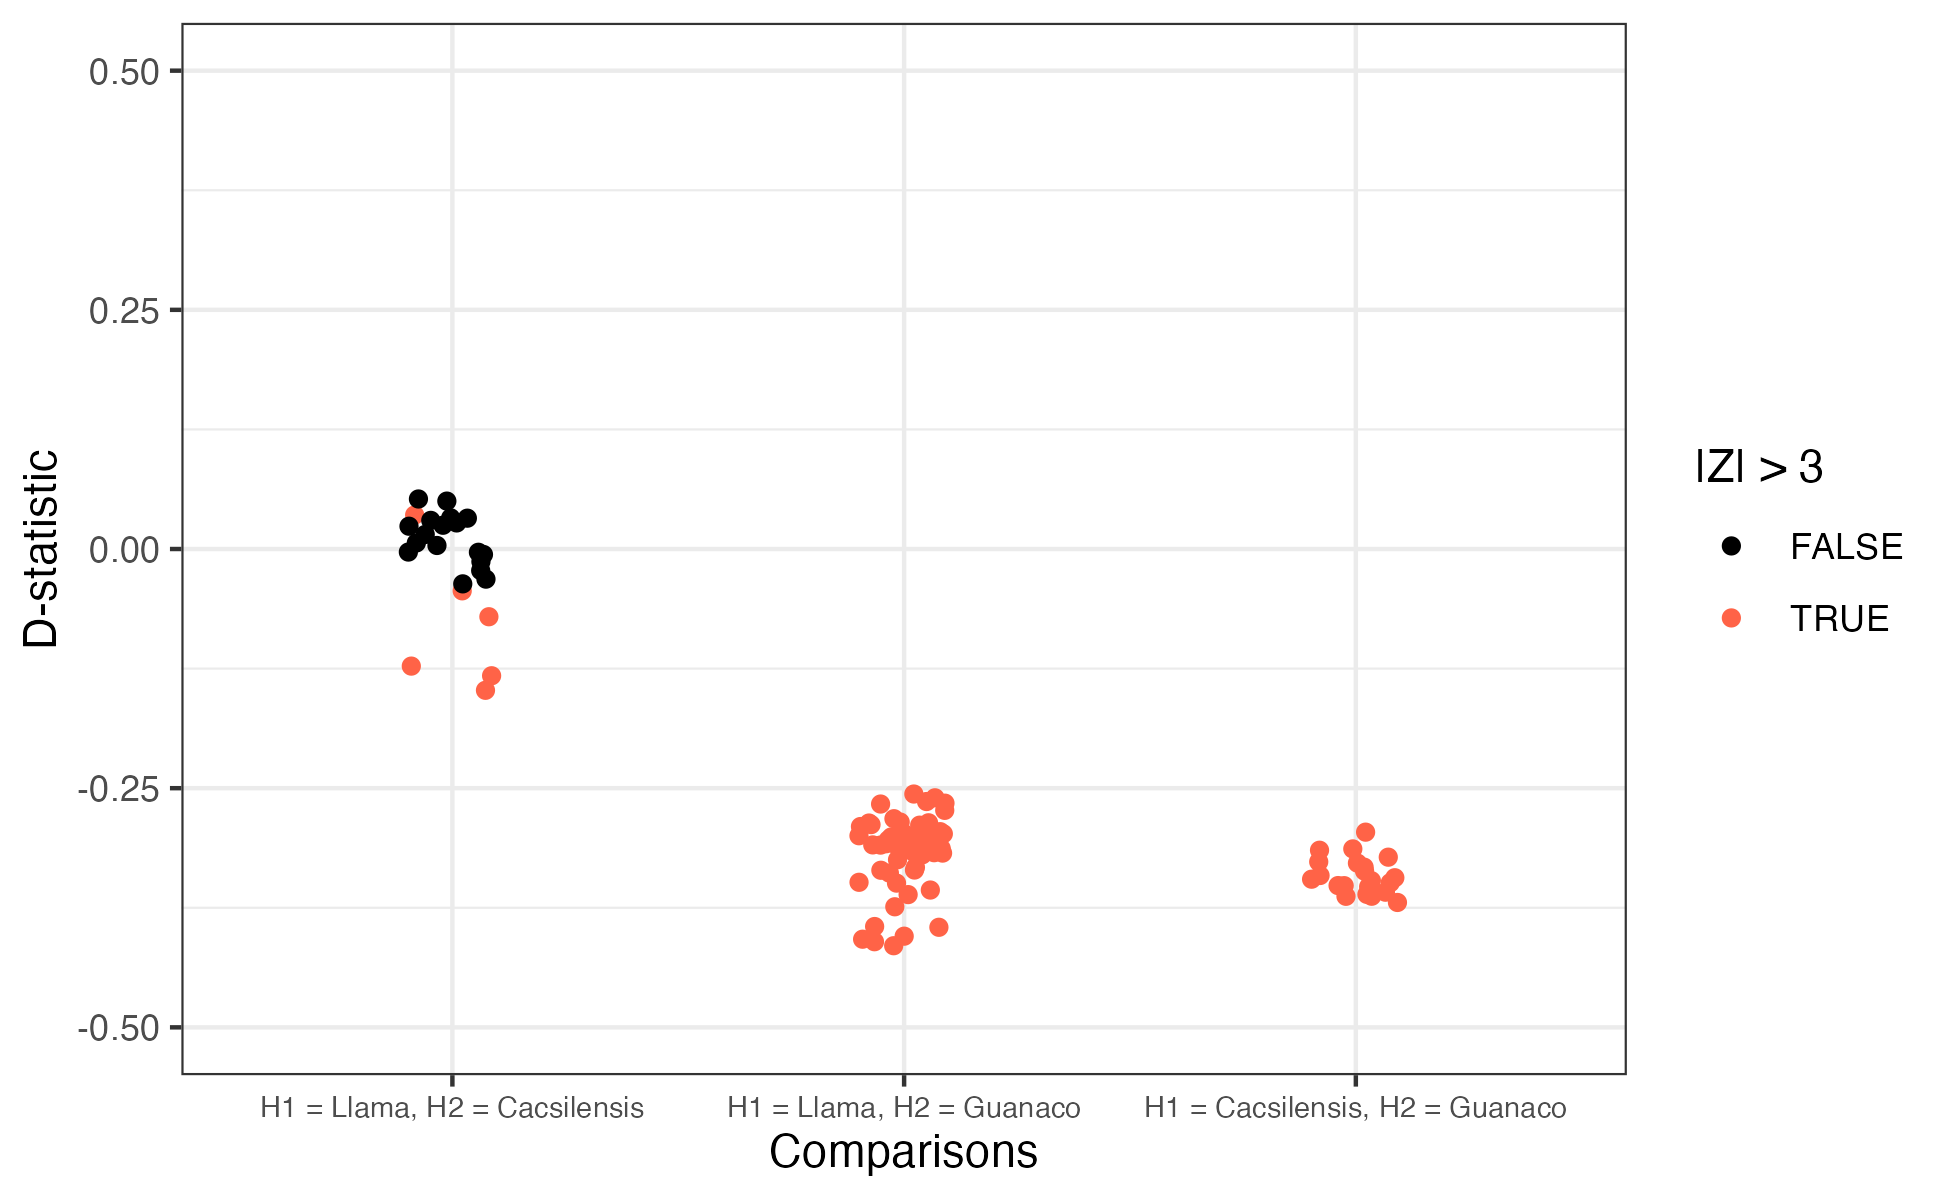 0.50
0.25
0.00
-0.25
-0.50
D-statistic
H1 = Llama, H2 = Cacsilensis
H1 = Llama, H2 = Guanaco
H1 = Cacsilensis, H2 = Guanaco
Comparisons
|Z| > 3
FALSE
TRUE